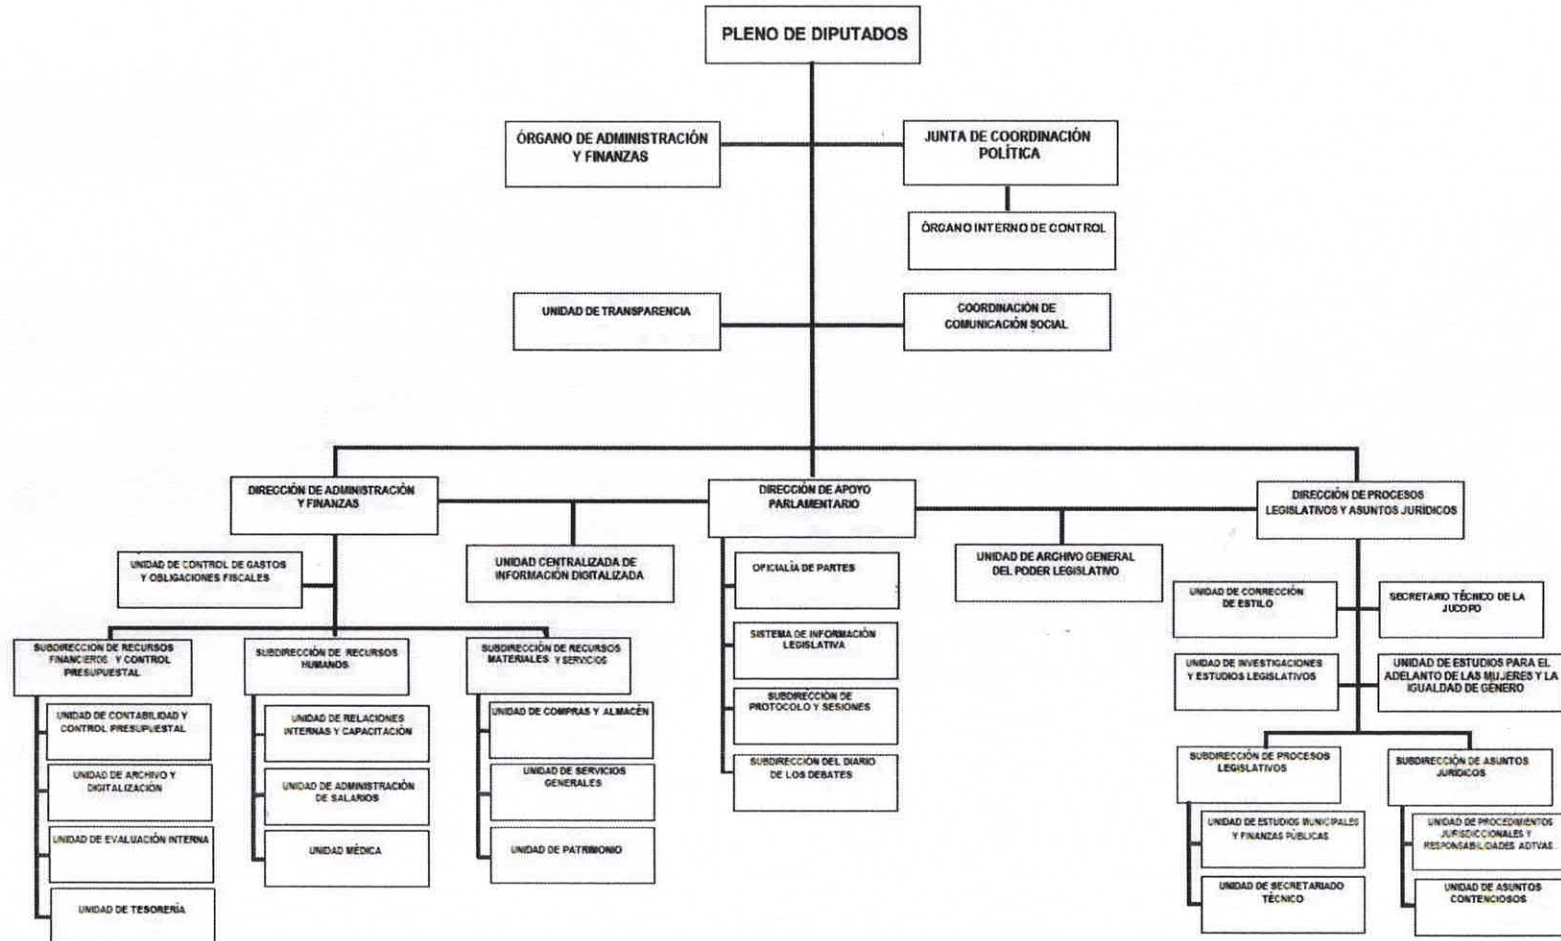 PLENO DE DIPUTADOS
ÓRGANO DE ADMINISTRACIÓN
Y FINANZAS
JUNTA DE COORDINACIÓN
POLÍTICA
ÓRGANO INTERNO DE CONTROL
UNIDAD DE TRANSPARENCIA
COORDINACIÓN DE
COMUNICACIÓN SOCIAL
DIRECCIÓN DE ADMINISTRACIÓN
Y FINANZAS
DIRECCIÓN DE APOYO
PARLAMENTARIO
DIRECCIÓN DE PROCESOS
LEGISLATIVOS Y ASUNTOS JURÍDICOS
UNIDAD DE CONTROL DE GASTOS
Y OBLIGACIONES FISCALES
UNIDAD CENTRALIZADA DE
INFORMACIÓN DIGITALIZADA
OFICIALÍA DE PARTES
UNIDAD DE ARCHIVO GENERAL
DEL PODER LEGISLATIVO
UNIDAD DE CORRECCIÓN
DE ESTILO
SECRETARIO TÉCNICO DE LA
JUCOPO
SUBDIRECCIÓN DE RECURSOS
FINANCIEROS Y CONTROL
PRESUPUESTAL
SUBDIRECCIÓN DE RECURSOS
HUMANOS
SUBDIRECCIÓN DE RECURSOS
MATERIALES Y SERVICIOS
SISTEMA DE INFORMACIÓN
LEGISLATIVA
UNIDAD DE INVESTIGACIONES
Y ESTUDIOS LEGISLATIVOS
UNIDAD DE ESTUDIOS PARA EL
ADELANTO DE LAS MUJERES Y LA
IGUALDAD DE GÉNERO
UNIDAD DE CONTABILIDAD Y
CONTROL PRESUPUESTAL
UNIDAD DE RELACIONES
INTERNAS Y CAPACITACIÓN
UNIDAD DE COMPRAS Y ALMACÉN
SUBDIRECCIÓN DE
PROTOCOLO Y SESIONES
SUBDIRECCIÓN DE PROCESOS
LEGISLATIVOS
SUBDIRECCIÓN DE ASUNTOS
JURÍDICOS
UNIDAD DE ARCHIVO Y
DIGITALIZACIÓN
UNIDAD DE ADMINISTRACIÓN
DE SALARIOS
UNIDAD DE SERVICIOS
GENERALES
SUBDIRECCIÓN DEL DIARIO
DE LOS DEBATES
UNIDAD DE ESTUDIOS MUNICIPALES
Y FINANZAS PÚBLICAS
UNIDAD DE PROCEDIMIENTOS
JURISDICCIONALES Y
RESPONSABILIDADES ADTVAS.
UNIDAD DE EVALUACIÓN INTERNA
UNIDAD MÉDICA
UNIDAD DE PATRIMONIO
UNIDAD DE SECRETARIADO
TÉCNICO
UNIDAD DE ASUNTOS
CONTENCIOSOS
UNIDAD DE TESORERÍA